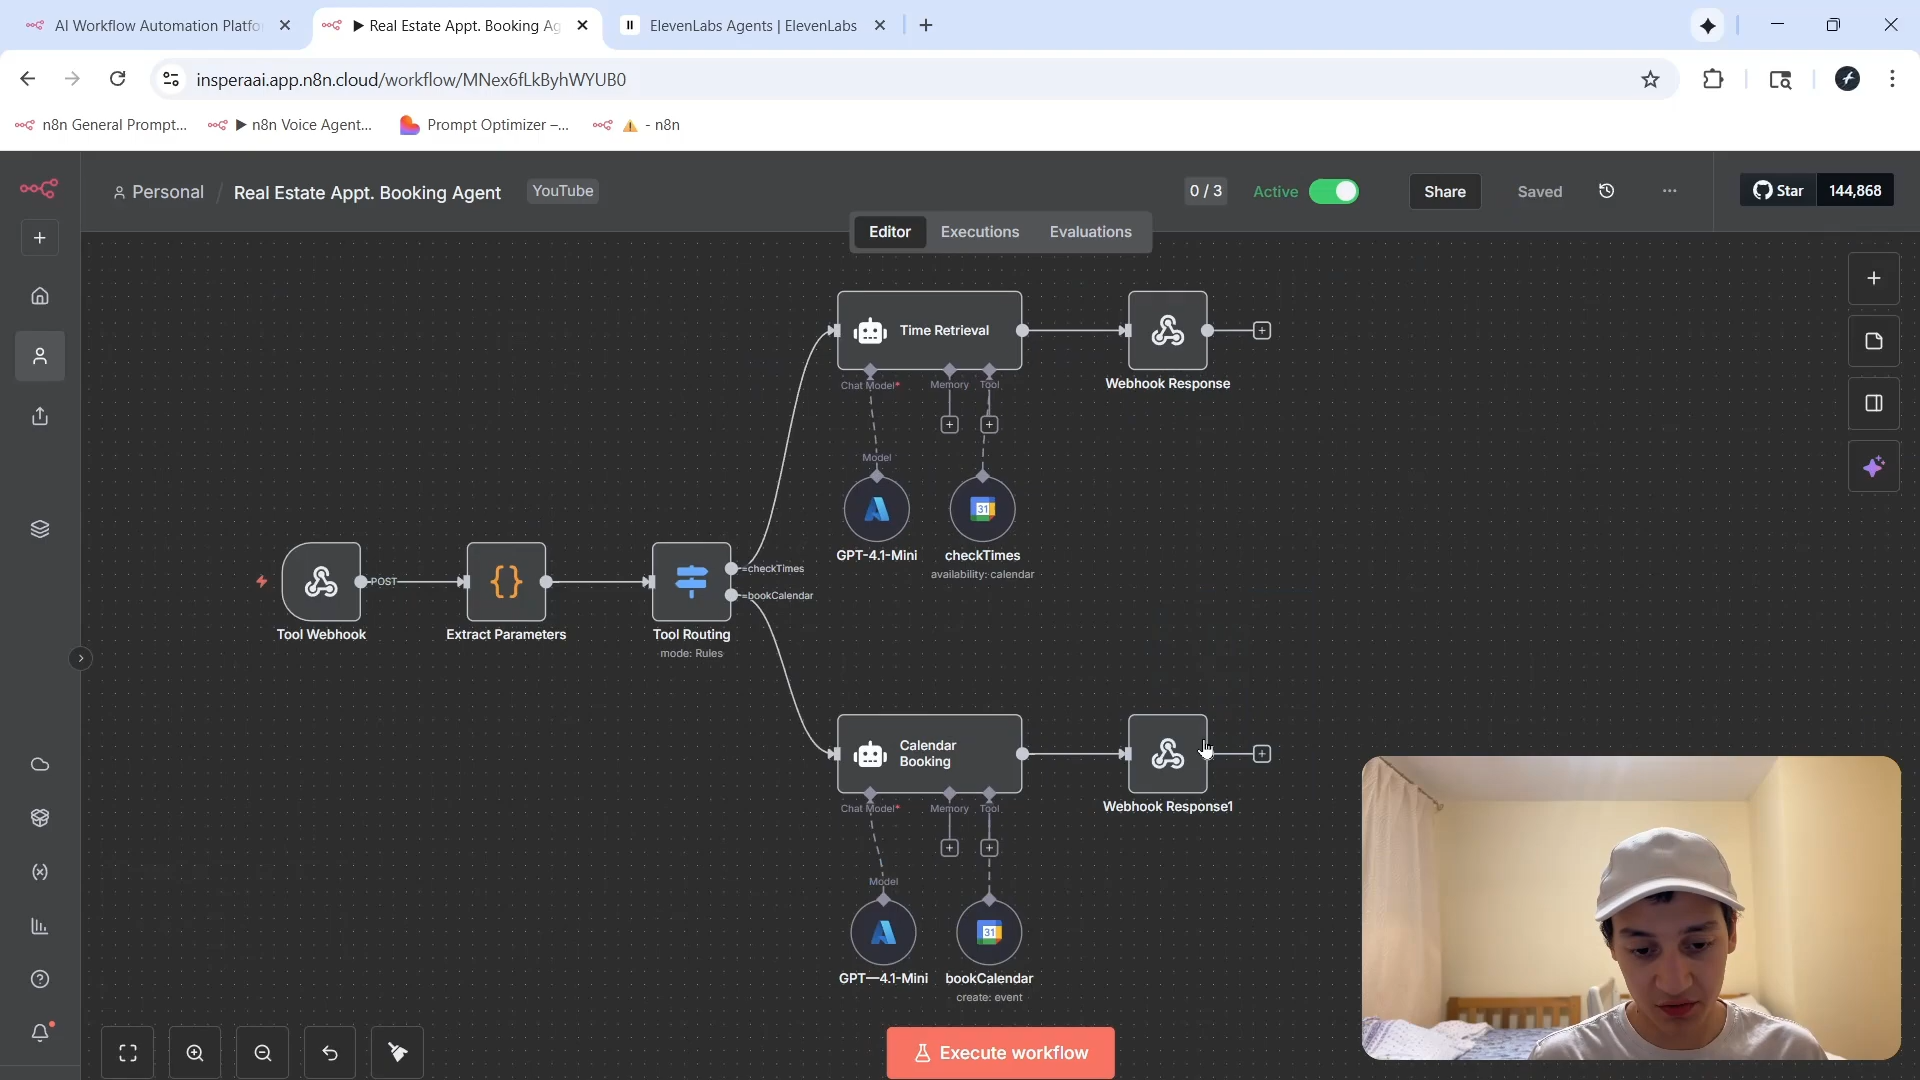 AI Workflow Automation Platfo
▶ Real Estate Appt. Booking Ag
ElevenLabs Agents | ElevenLabs
insperaai.app.n8n.cloud/workflow/MNex6fLkByhWYUB0
n8n General Prompt...
▶ n8n Voice Agent...
Prompt Optimizer –...
⚠ - n8n
Personal / Real Estate Appt. Booking Agent
YouTube
0 / 3
Active
Share
Saved
Star
144,868
Editor
Executions
Evaluations
Time Retrieval
Chat Model*
Memory
Tool
Webhook Response
Model
31
GPT-4.1-Mini
checkTimes
availability: calendar
POST
=checkTimes
=bookCalendar
Tool Webhook
{}
Extract Parameters
Tool Routing
mode: Rules
Calendar
Booking
Chat Model*
Memory
Tool
Webhook Response1
Model
31
GPT—4.1-Mini
bookCalendar
create: event
Execute workflow